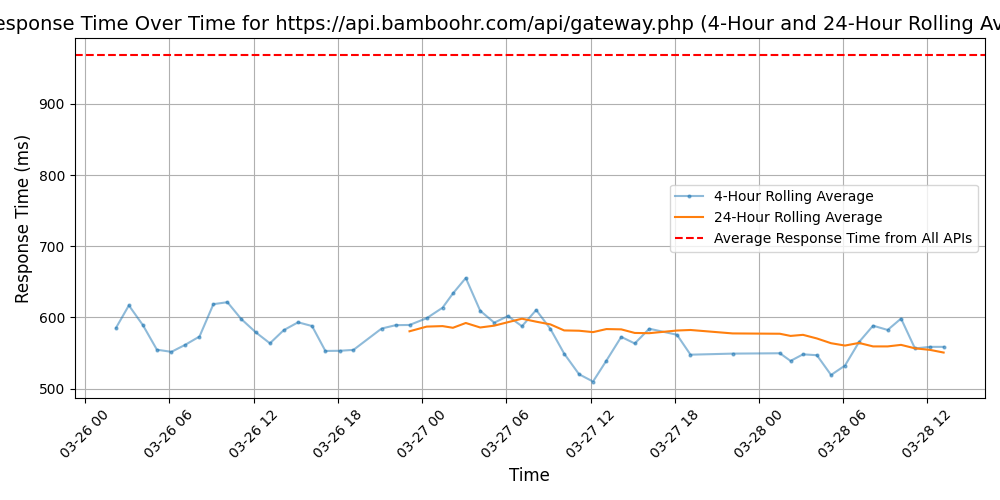 esponse Time Over Time for https://api.bamboohr.com/api/gateway.php (4-Hour and 24-Hour Rolling Av
Response Time (ms)
900
800
700
600
500
4-Hour Rolling Average
24-Hour Rolling Average
Average Response Time from All APIs
03-26 00
03-26 06
03-26 12
03-26 18
03-27 00
03-27 06
03-27 12
03-27 18
03-28 00
03-28 06
03-28 12
Time